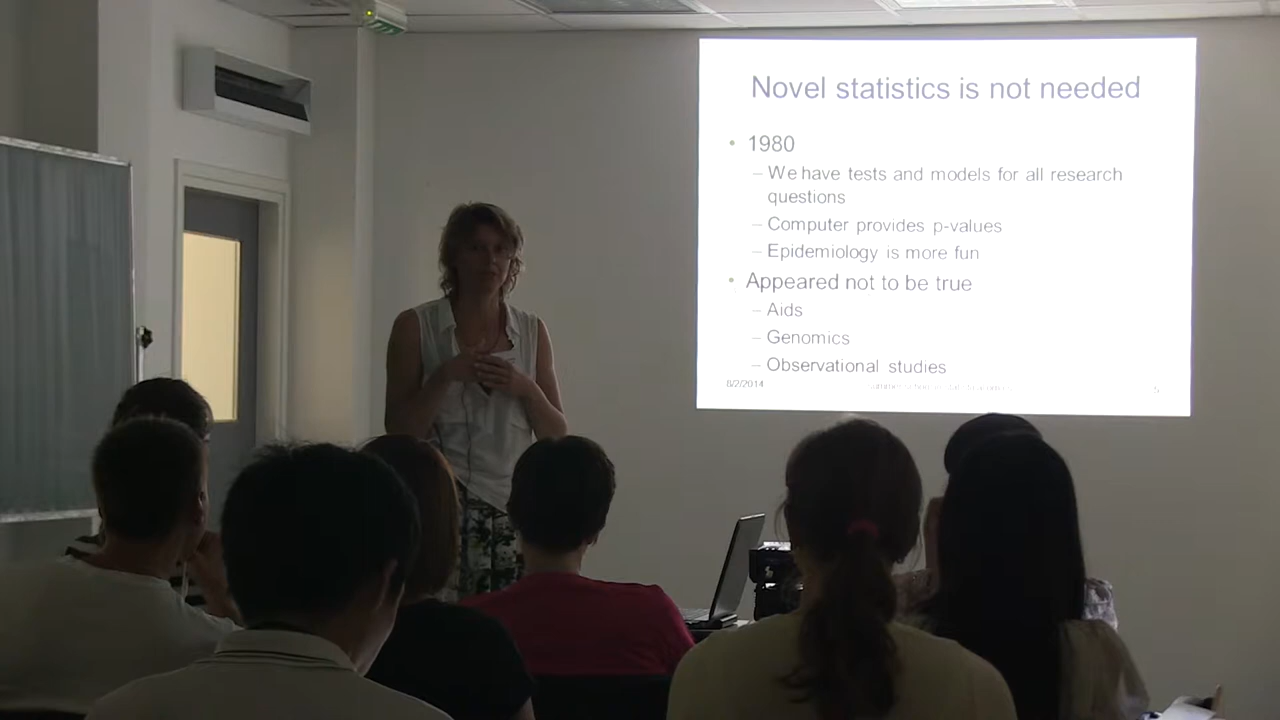 Novel statistics is not needed
• 1980
– We have tests and models for all research
questions
– Computer provides p-values
– Epidemiology is more fun
• Appeared not to be true
– Aids
– Genomics
– Observational studies
8/2/2014
5